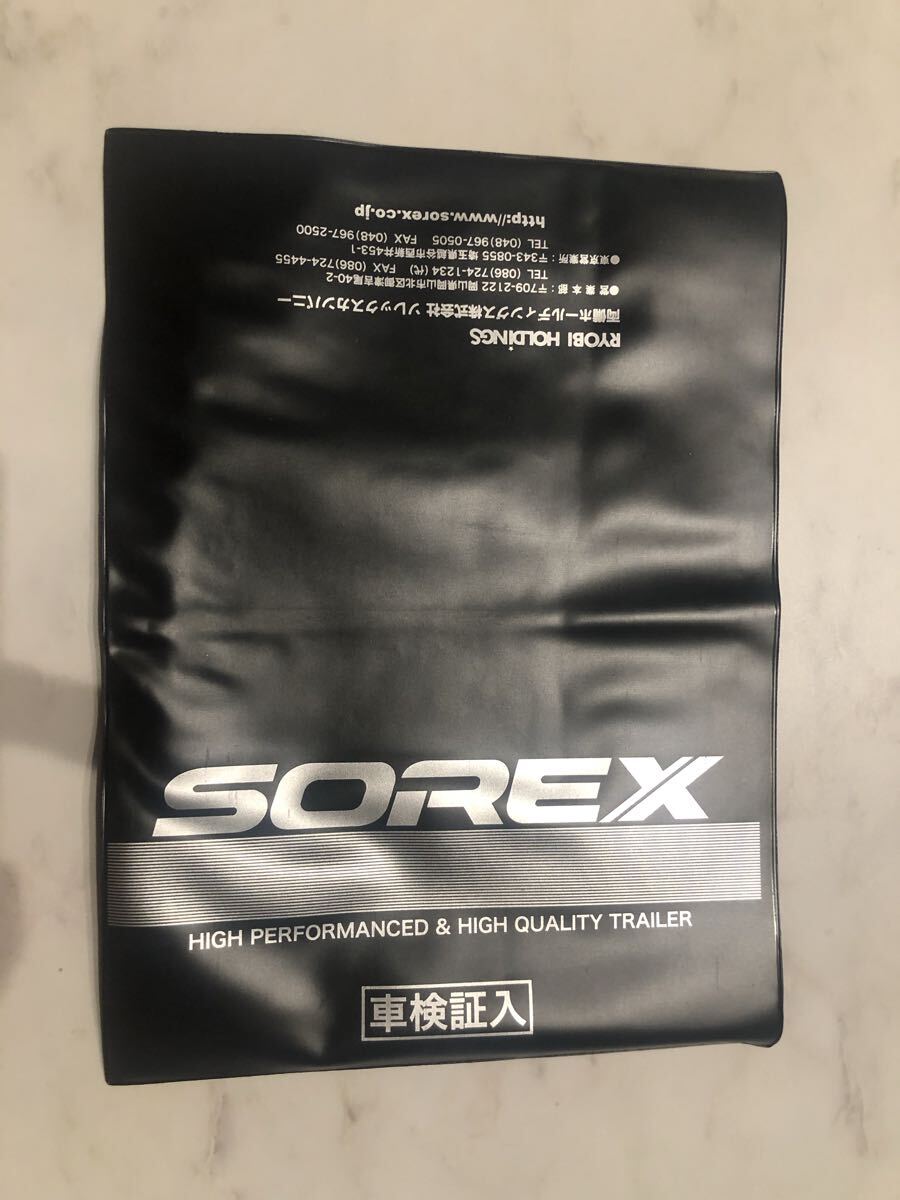 SOREX
HIGH PERFORMANCED & HIGH QUALITY TRAILER
車検証入
RYOBI HOLDINGS
両備ホールディングス株式会社 ソレックスカンパニー
●営業本部：〒709-2122 岡山県岡山市北区御津吉尾40-2
TEL (086)724-1234(代) FAX (086)724-4455
●東京営業所：〒343-0855 埼玉県越谷市西新井453-1
TEL (048)967-0505 FAX (048)967-2500
http://www.sorex.co.jp